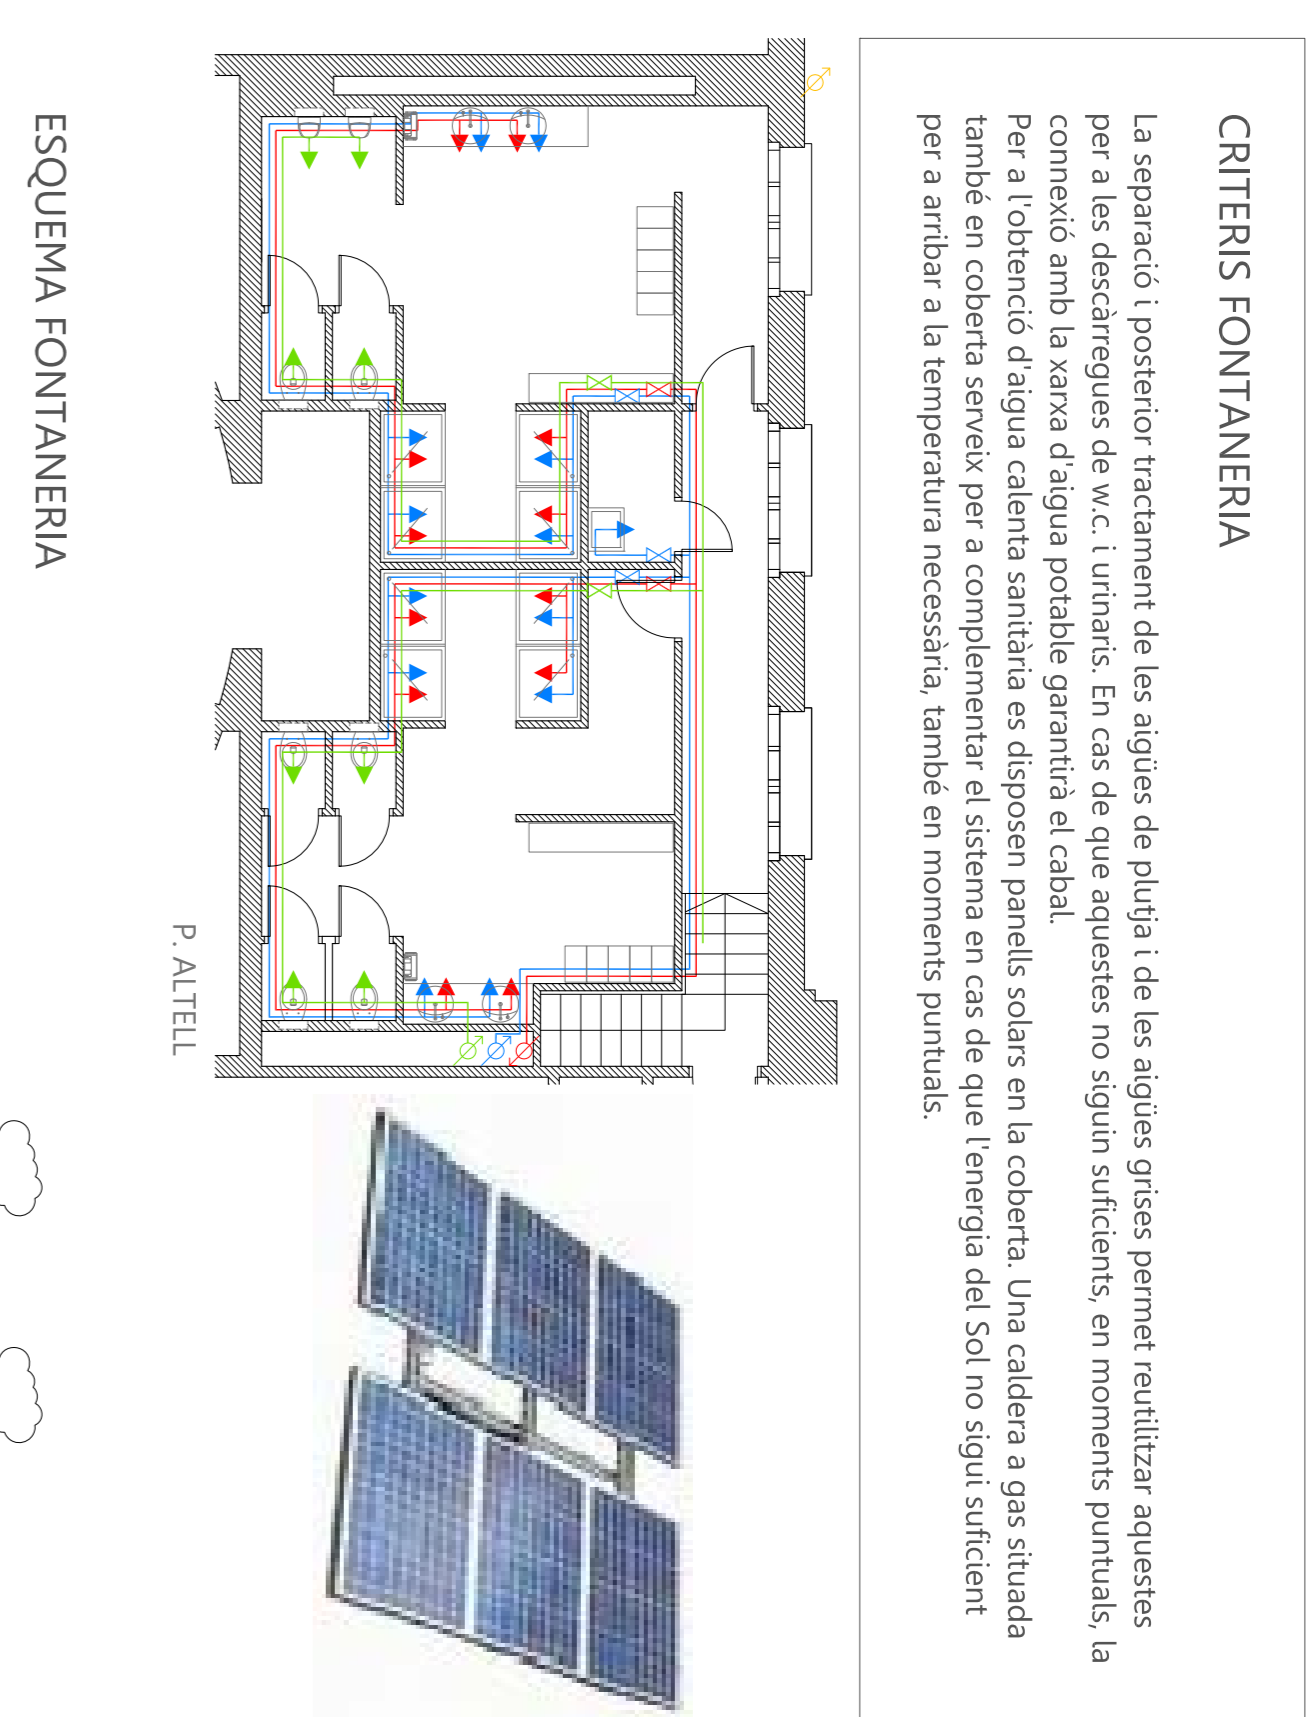 CRITERIS FONTANERIA
La separació i posterior tractament de les aigües de plutja i de les aigües grises permet reutilitzar aquestes
per a les descàrregues de w.c. i urinaris. En cas de que aquestes no siguin suficients, en moments puntuals, la
connexió amb la xarxa d'aigua potable garantirà el cabal.
Per a l'obtenció d'aigua calenta sanitària es disposen panells solars en la coberta. Una caldera a gas situada
també en coberta serveix per a complementar el sistema en cas de que l'energia del Sol no sigui suficient
per a arribar a la temperatura necessària, també en moments puntuals.
P. ALTELL
ESQUEMA FONTANERIA